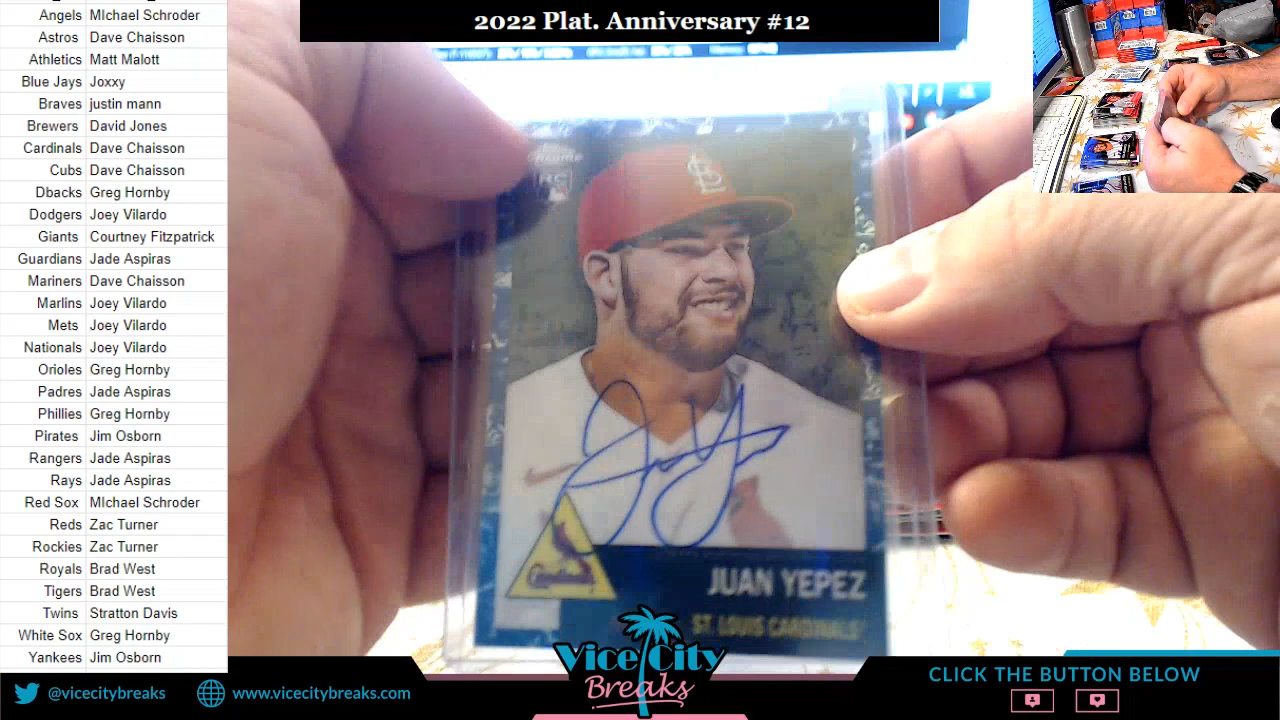 2022 Plat. Anniversary #12
Angels MIchael Schroder
Astros Dave Chaisson
Athletics Matt Malott
Blue Jays Joxxy
Braves justin mann
Brewers David Jones
Cardinals Dave Chaisson
Cubs Dave Chaisson
Dbacks Greg Hornby
Dodgers Joey Vilardo
Giants Courtney Fitzpatrick
Guardians Jade Aspiras
Mariners Dave Chaisson
Marlins Joey Vilardo
Mets Joey Vilardo
Nationals Joey Vilardo
Orioles Greg Hornby
Padres Jade Aspiras
Phillies Greg Hornby
Pirates Jim Osborn
Rangers Jade Aspiras
Rays Jade Aspiras
Red Sox MIchael Schroder
Reds Zac Turner
Rockies Zac Turner
Royals Brad West
Tigers Brad West
Twins Stratton Davis
White Sox Greg Hornby
Yankees Jim Osborn
Chrome
RC
STL
JUAN YEPEZ
ST. LOUIS CARDINALS
Vice City
Breaks
@vicecitybreaks
www.vicecitybreaks.com
CLICK THE BUTTON BELOW